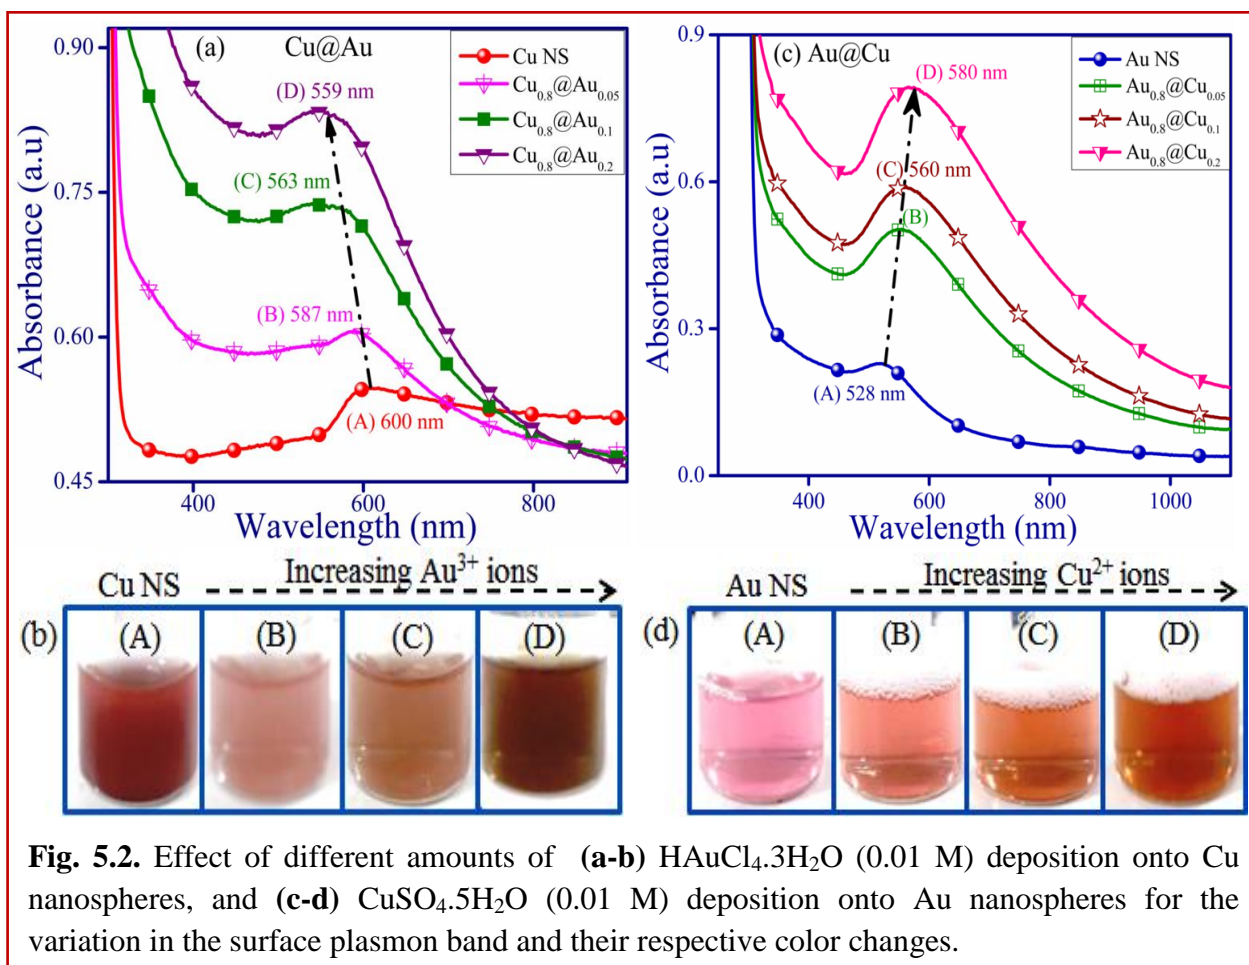 (a) Cu@Au
Cu NS
Cu0.8@Au0.05
Cu0.8@Au0.1
Cu0.8@Au0.2
(D) 559 nm
(C) 563 nm
(B) 587 nm
(A) 600 nm
0.90
0.75
0.60
0.45
Absorbance (a.u)
400 600 800
Wavelength (nm)
(c) Au@Cu
Au NS
Au0.8@Cu0.05
Au0.8@Cu0.1
Au0.8@Cu0.2
(D) 580 nm
(C) 560 nm
(B)
(A) 528 nm
0.9
0.6
0.3
0.0
Absorbance (a.u)
400 600 800 1000
Wavelength (nm)
Cu NS Increasing Au³⁺ ions
(b) (A) (B) (C) (D)
Au NS Increasing Cu²⁺ ions
(d) (A) (B) (C) (D)
Fig. 5.2. Effect of different amounts of (a-b) HAuCl₄.3H₂O (0.01 M) deposition onto Cu
nanospheres, and (c-d) CuSO₄.5H₂O (0.01 M) deposition onto Au nanospheres for the
variation in the surface plasmon band and their respective color changes.